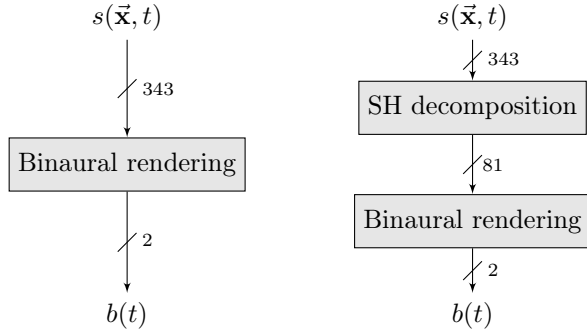 s(x⃗, t)
343
Binaural rendering
2
b(t)
s(x⃗, t)
343
SH decomposition
81
Binaural rendering
2
b(t)